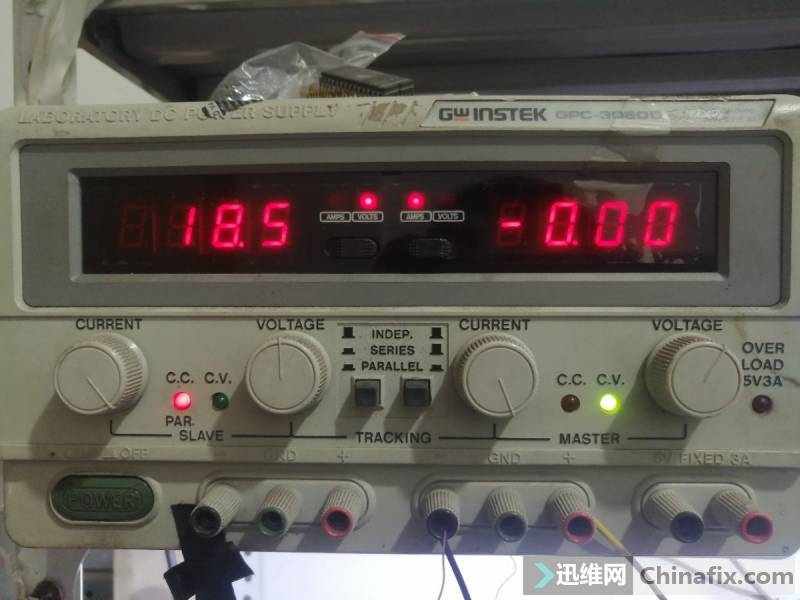 LABORATORY DC POWER SUPPLY
GW INSTEK
18.5
AMPS VOLTS AMPS VOLTS
-0.00
CURRENT VOLTAGE INDEP. CURRENT VOLTAGE
SERIES
PARALLEL
OVER
LOAD
5V3A
C.C. C.V. C.C. C.V.
PAR.
SLAVE TRACKING MASTER
OFF GND + - GND + 5V FIXED 3A
POWER
迅维网 Chinafix.com